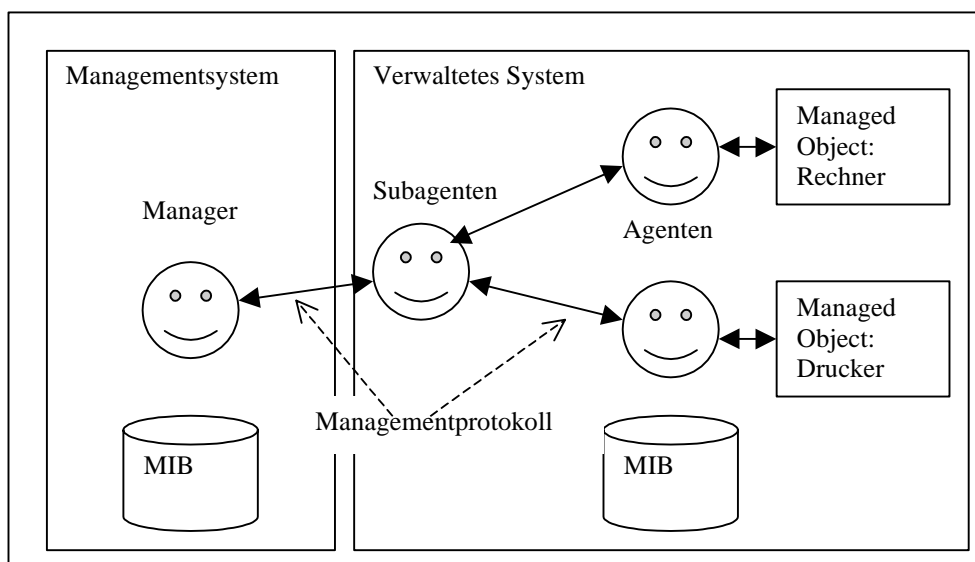 Managementsystem
Verwaltetes System
Managed
Object:
Rechner
Subagenten
Manager
Agenten
Managed
Object:
Drucker
Managementprotokoll
MIB
MIB